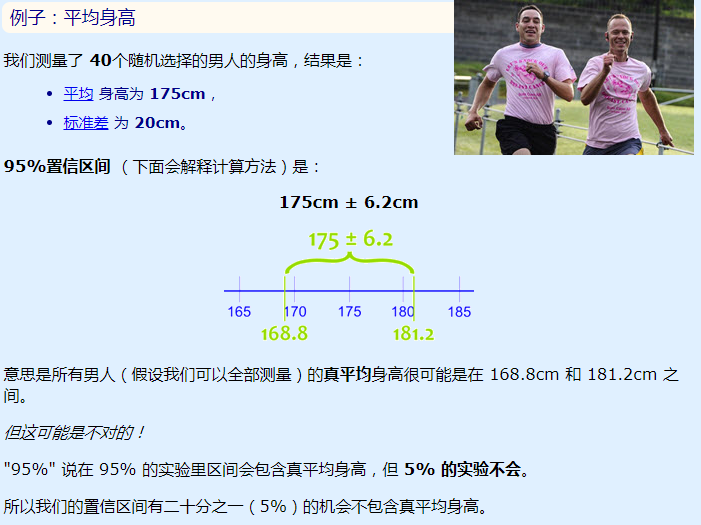 例子：平均身高
我们测量了 40个随机选择的男人的身高，结果是：
• 平均 身高为 175cm，
• 标准差 为 20cm。
95%置信区间 （下面会解释计算方法）是：
175cm ± 6.2cm
175 ± 6.2
165 170 175 180 185
168.8 181.2
意思是所有男人（假设我们可以全部测量）的真平均身高很可能是在 168.8cm 和 181.2cm 之
间。
但这可能是不对的！
"95%" 说在 95% 的实验里区间会包含真平均身高，但 5% 的实验不会。
所以我们的置信区间有二十分之一（5%）的机会不包含真平均身高。